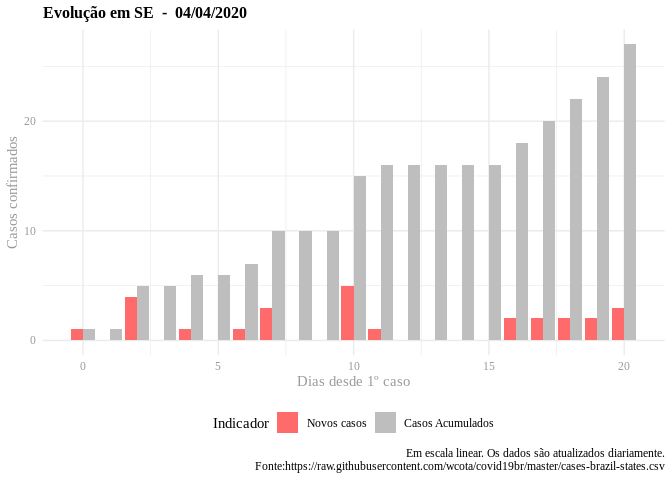 Evolução em SE - 04/04/2020
Casos confirmados
20
10
0
0 5 10 15 20
Dias desde 1º caso
Indicador Novos casos Casos Acumulados
Em escala linear. Os dados são atualizados diariamente.
Fonte:https://raw.githubusercontent.com/wcota/covid19br/master/cases-brazil-states.csv